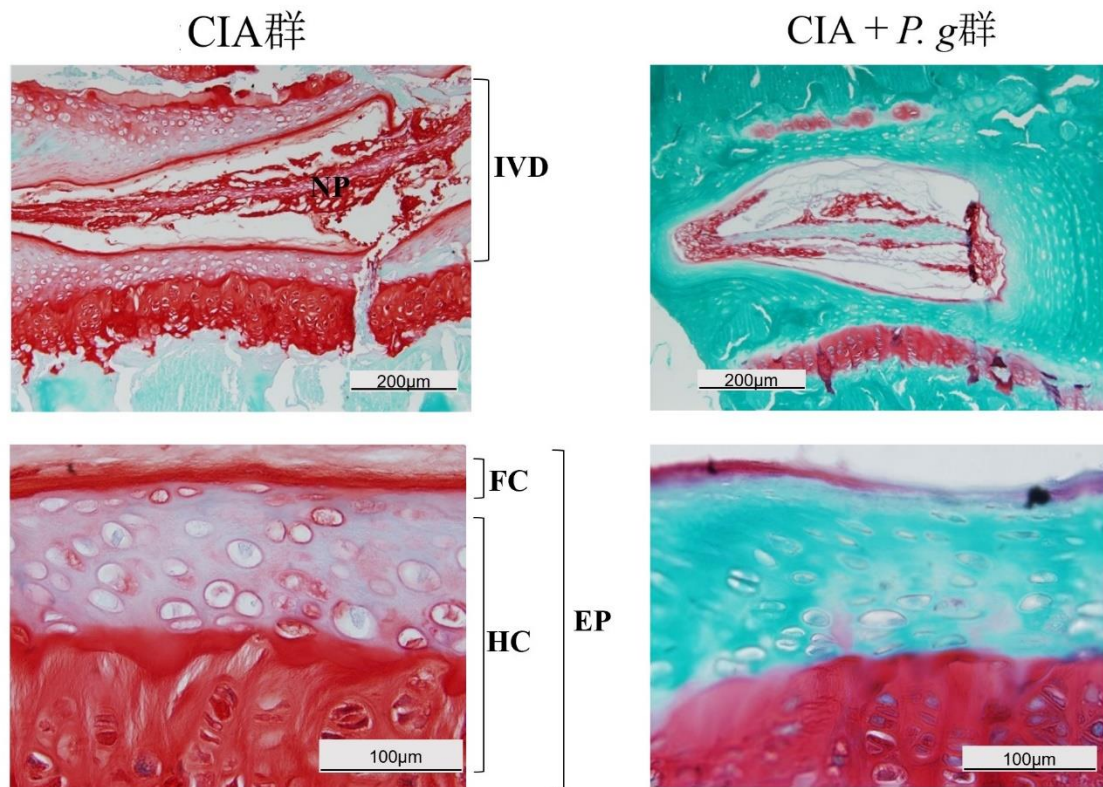 CIA群
CIA + P. g群
IVD
NP
200µm
200µm
FC
HC
EP
100µm
100µm